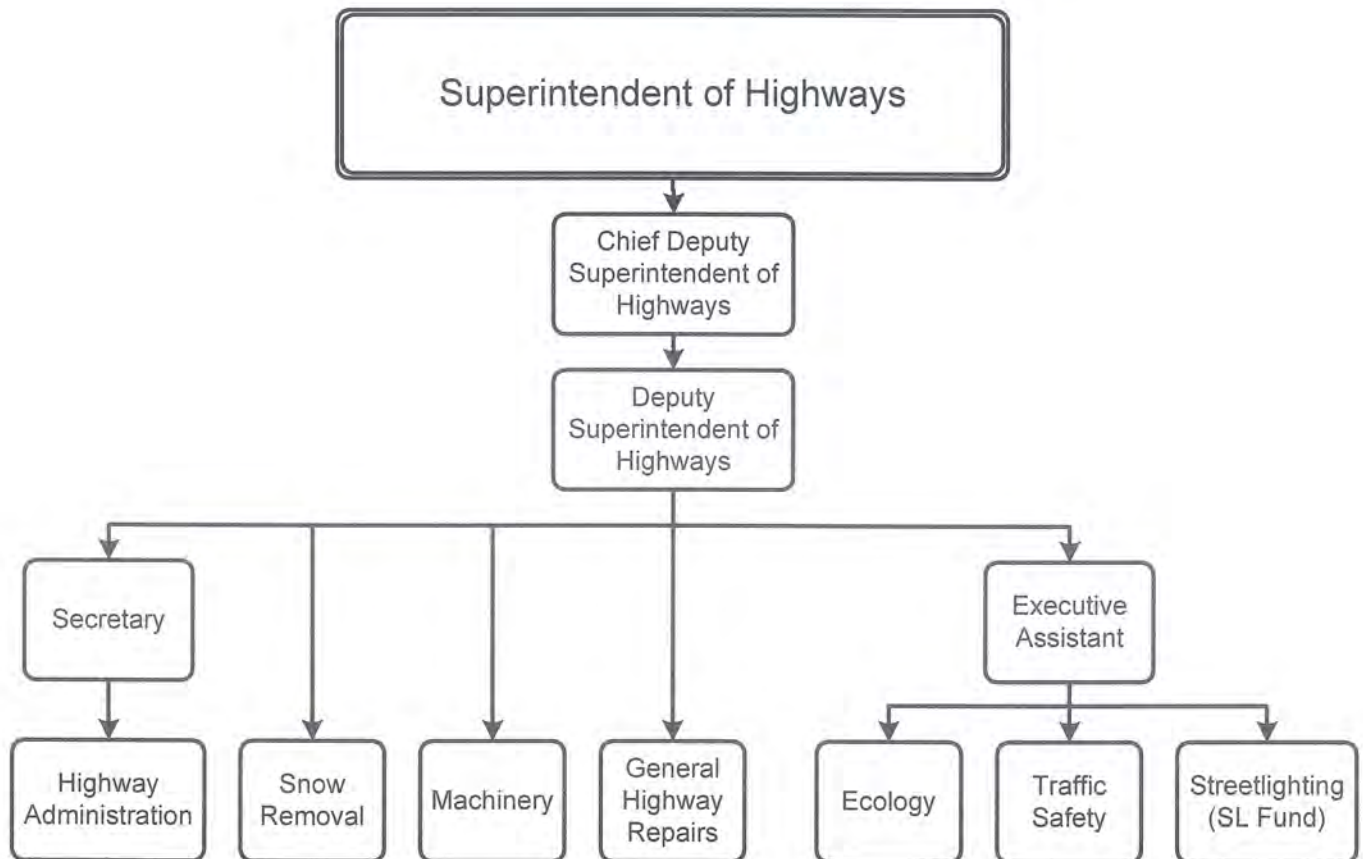 Superintendent of Highways
Chief Deputy
Superintendent of
Highways
Deputy
Superintendent of
Highways
Secretary
Executive
Assistant
Highway
Administration
Snow
Removal
Machinery
General
Highway
Repairs
Ecology
Traffic
Safety
Streetlighting
(SL Fund)